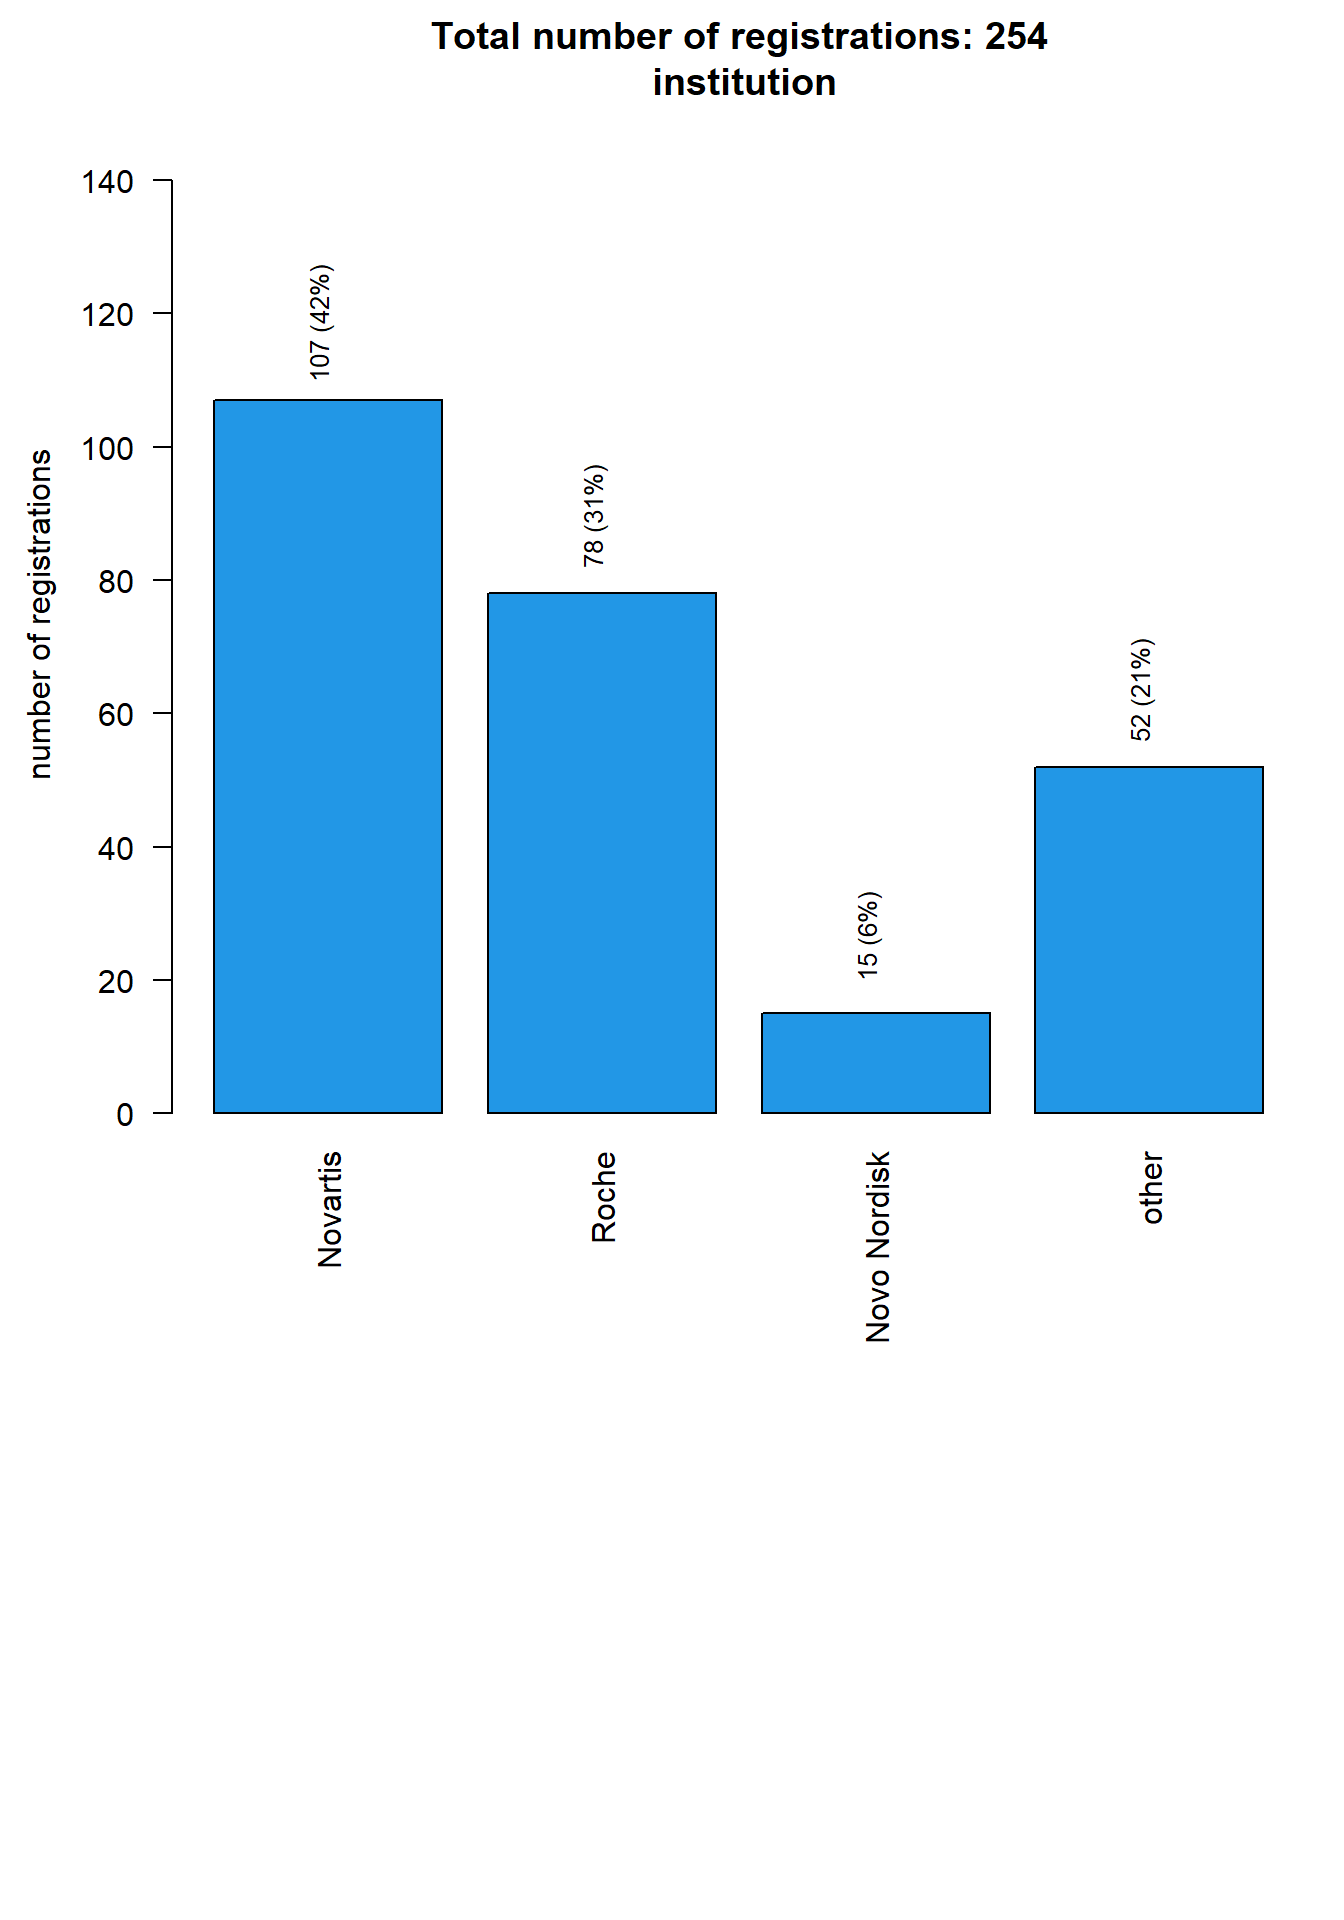 Total number of registrations: 254
institution
number of registrations
140
120
100
80
60
40
20
0
107 (42%)
78 (31%)
15 (6%)
52 (21%)
Novartis
Roche
Novo Nordisk
other